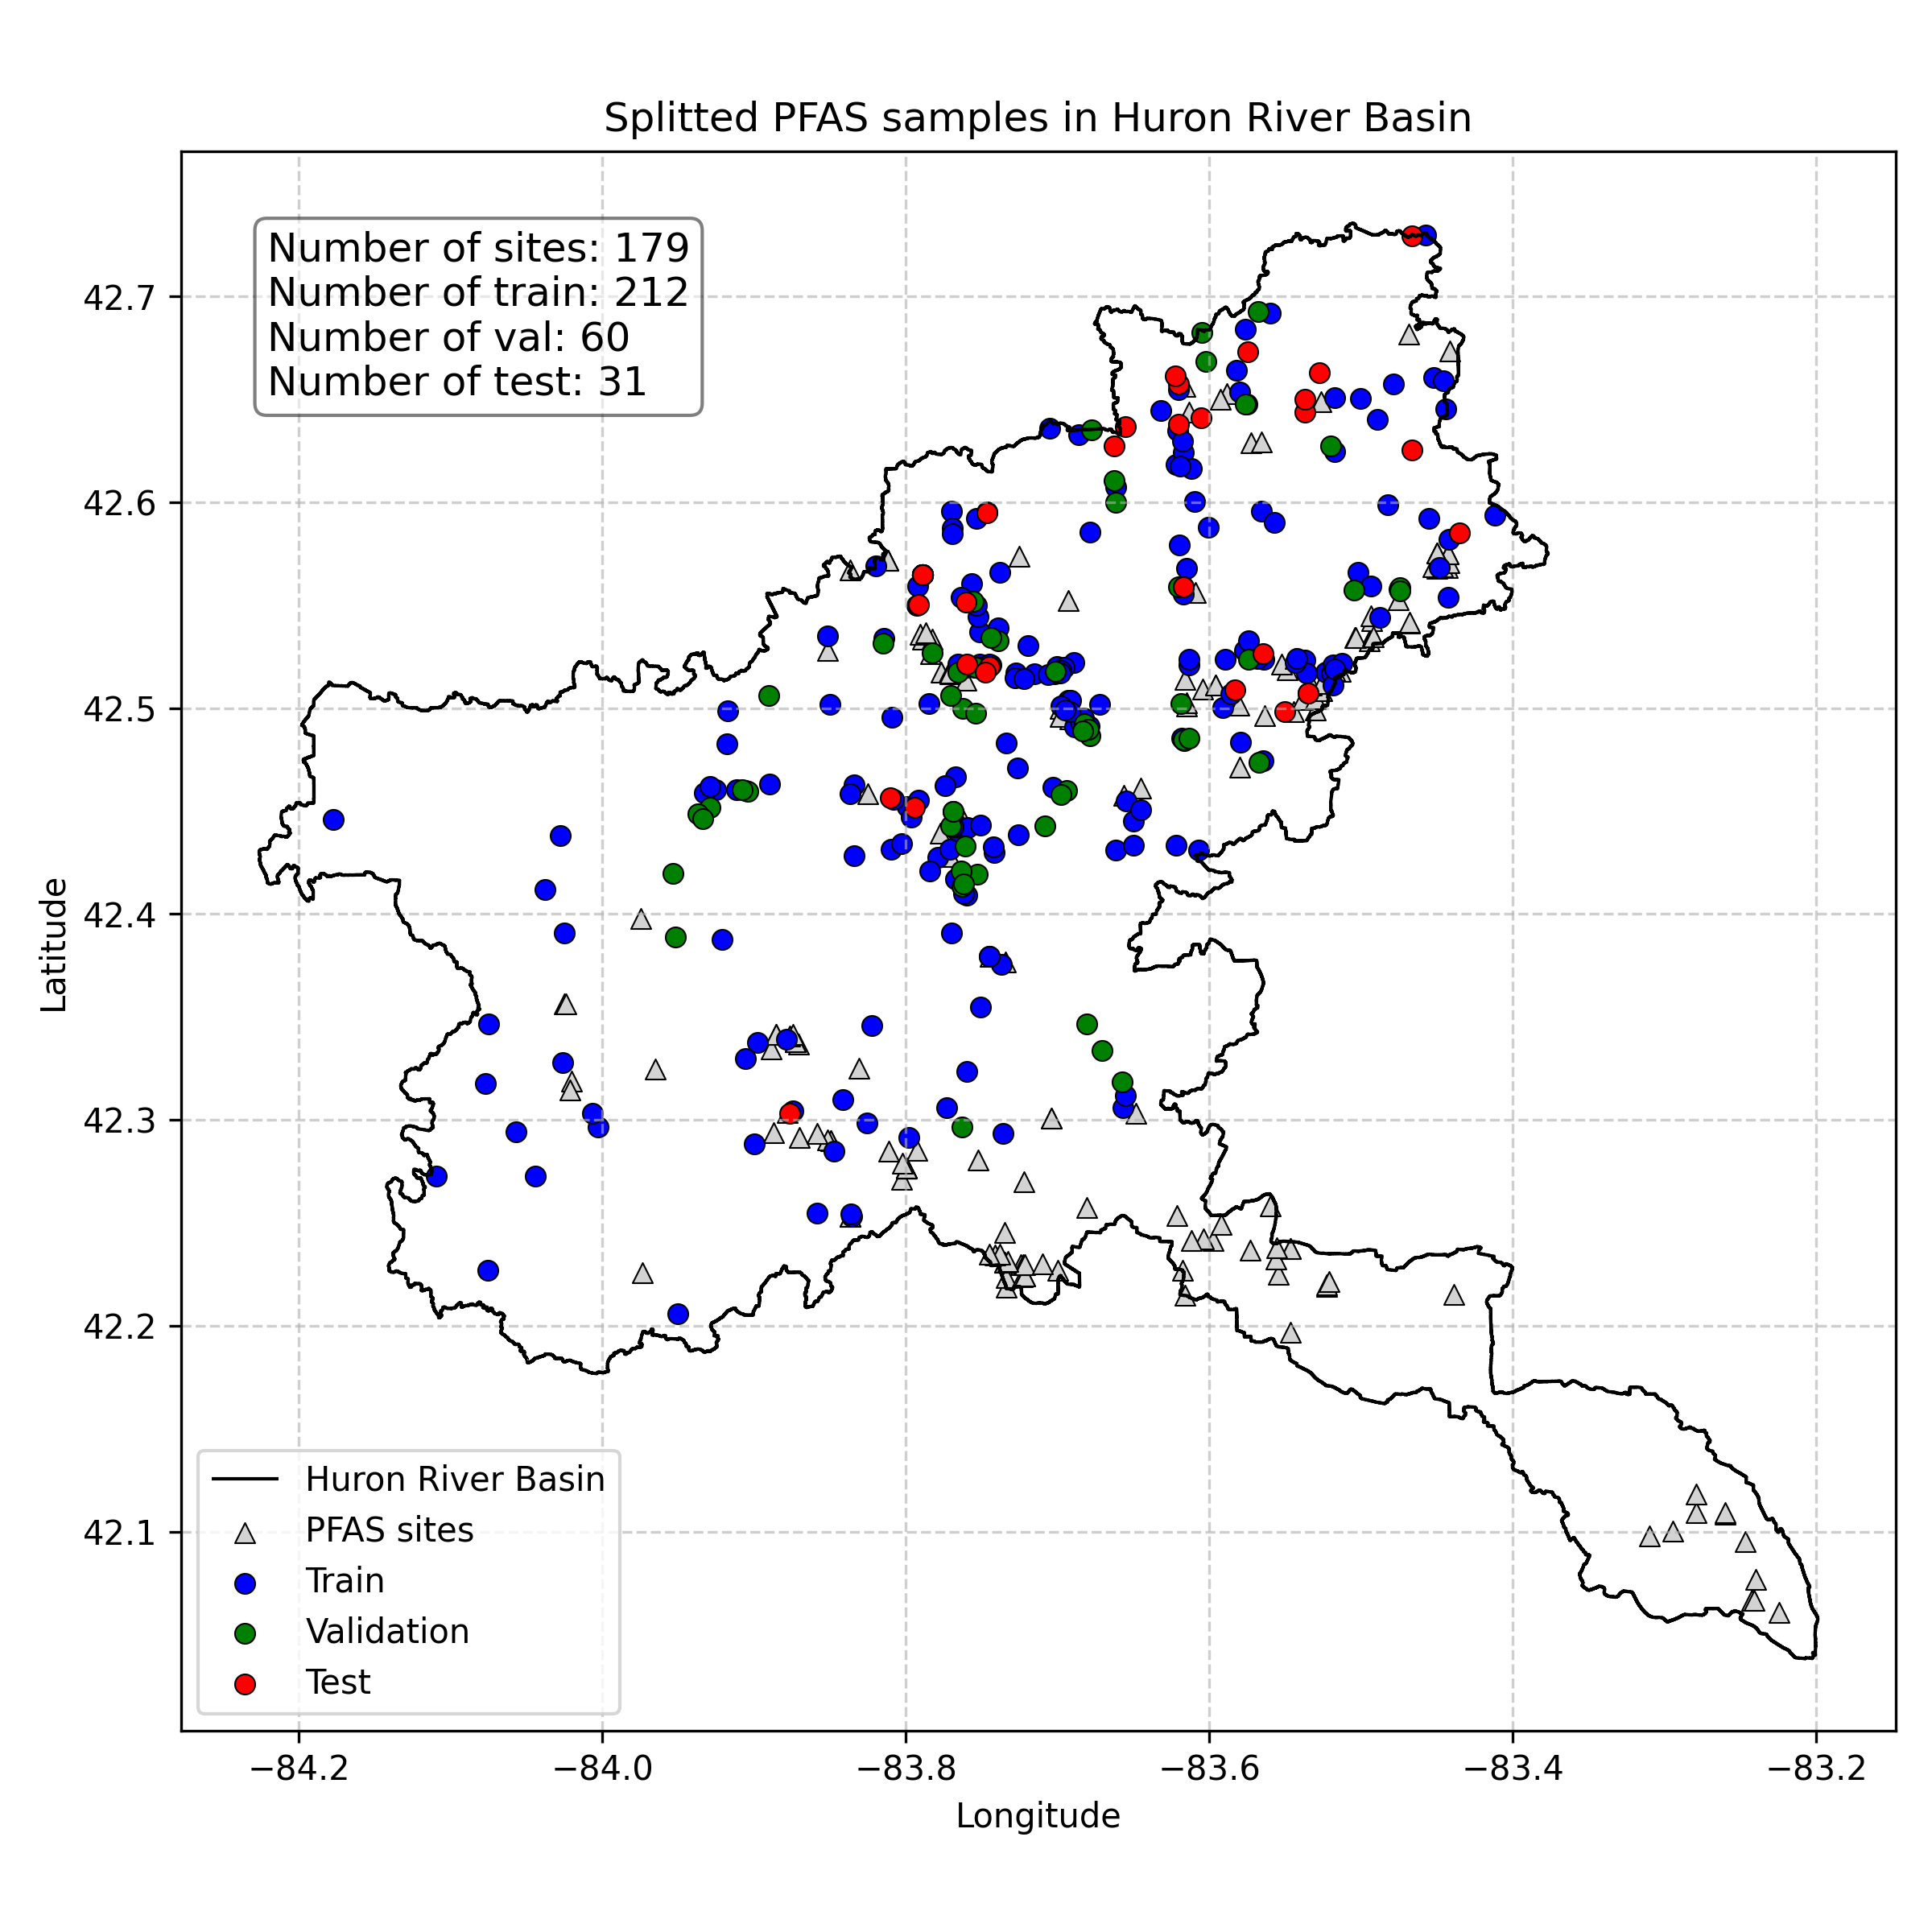 Splitted PFAS samples in Huron River Basin
Number of sites: 179
Number of train: 212
Number of val: 60
Number of test: 31
42.7
42.6
42.5
42.4
42.3
42.2
42.1
Latitude
Huron River Basin
PFAS sites
Train
Validation
Test
−84.2 −84.0 −83.8 −83.6 −83.4 −83.2
Longitude